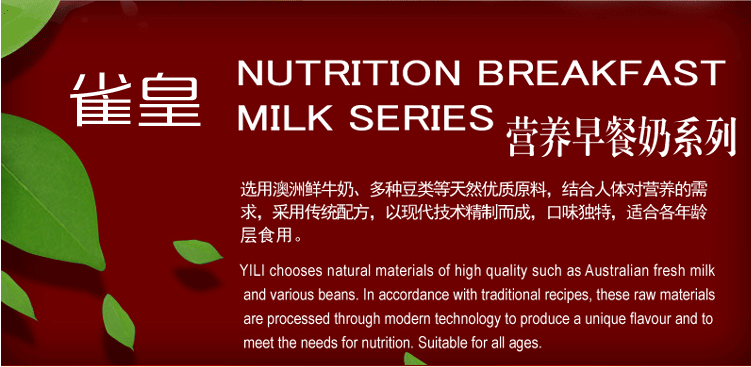 雀皇
NUTRITION BREAKFAST
MILK SERIES 营养早餐奶系列
选用澳洲鲜牛奶、多种豆类等天然优质原料，结合人体对营养的需
求，采用传统配方，以现代技术精制而成，口味独特，适合各年龄
层食用。
YILI chooses natural materials of high quality such as Australian fresh milk
and various beans. In accordance with traditional recipes, these raw materials
are processed through modern technology to produce a unique flavour and to
meet the needs for nutrition. Suitable for all ages.